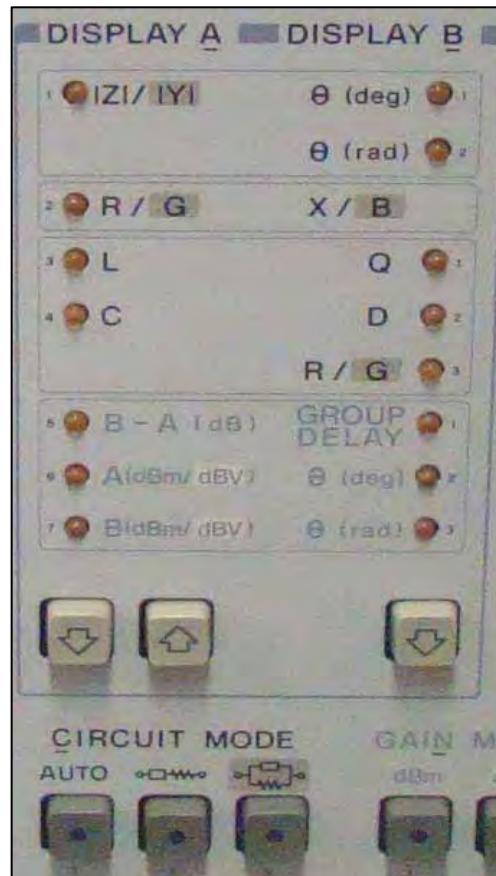 DISPLAY A DISPLAY B
1 |Z|/ |Y| θ (deg) 1
θ (rad) 2
2 R / G X / B
3 L Q 1
4 C D 2
R / G 3
5 B - A (dB) GROUP DELAY 1
6 A(dBm/ dBV) θ (deg) 2
7 B(dBm/ dBV) θ (rad) 3
CIRCUIT MODE GAIN M
AUTO dBm